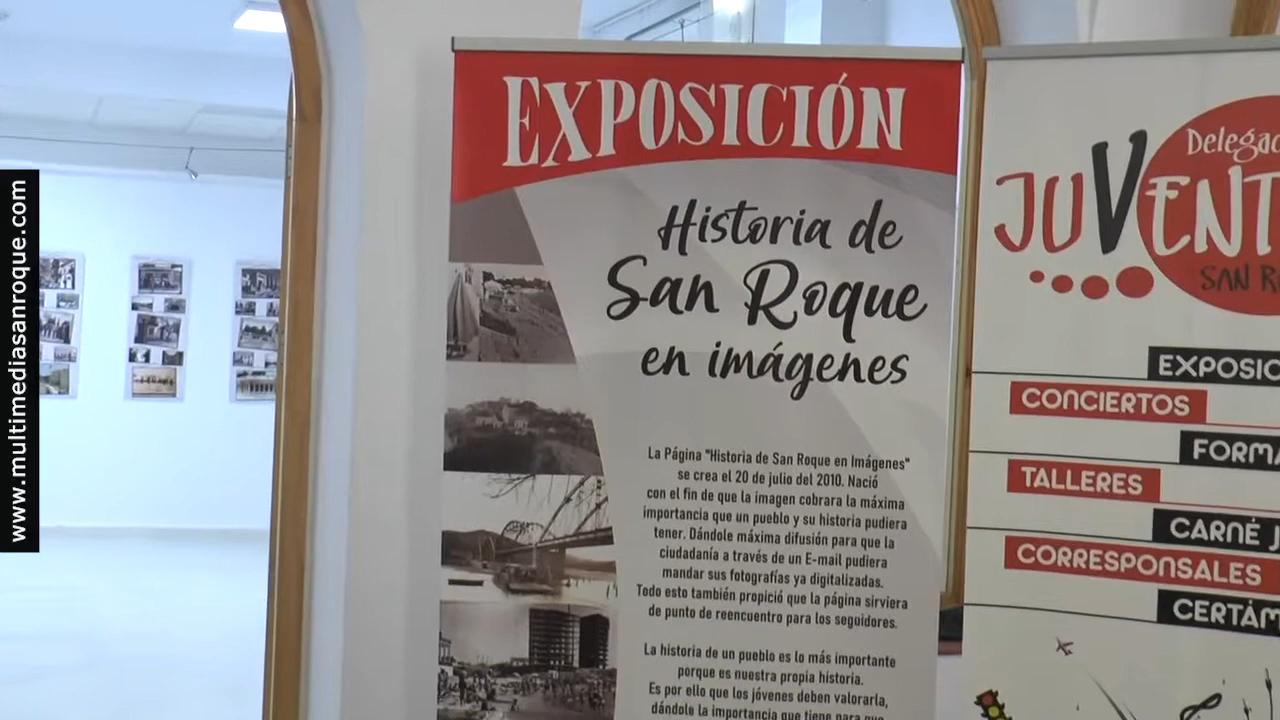 www.multimediasanroque.com
EXPOSICIÓN
Historia de
San Roque
en imágenes
La Página "Historia de San Roque en Imágenes"
se crea el 20 de julio del 2010. Nació
con el fin de que la imagen cobrara la máxima
importancia que un pueblo y su historia pudiera
tener. Dándole máxima difusión para que la
ciudadanía a través de un E-mail pudiera
mandar sus fotografías ya digitalizadas.
Todo esto también propició que la página sirviera
de punto de reencuentro para los seguidores.
La historia de un pueblo es lo más importante
porque es nuestra propia historia.
Es por ello que los jóvenes deben valorarla,
dándole la importancia que tiene para que
Delegac
JUVENT
SAN R
EXPOSIC
CONCIERTOS
FORMA
TALLERES
CARNÉ J
CORRESPONSALES
CERTÁM